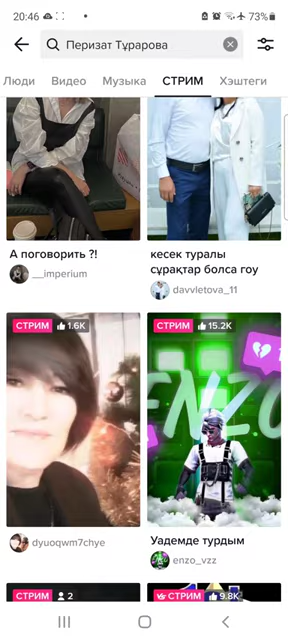 20:46
73%
Перизат Тұрарова
Люди Видео Музыка СТРИМ Хэштеги
А поговорить ?!
__imperium
кесек туралы
сұрақтар болса гоу
davvletova_11
СТРИМ 1.6K
СТРИМ 15.2K
ENZO
dyuoqwm7chye
Уадемде турдым
enzo_vzz
СТРИМ 2
СТРИМ 9.8K